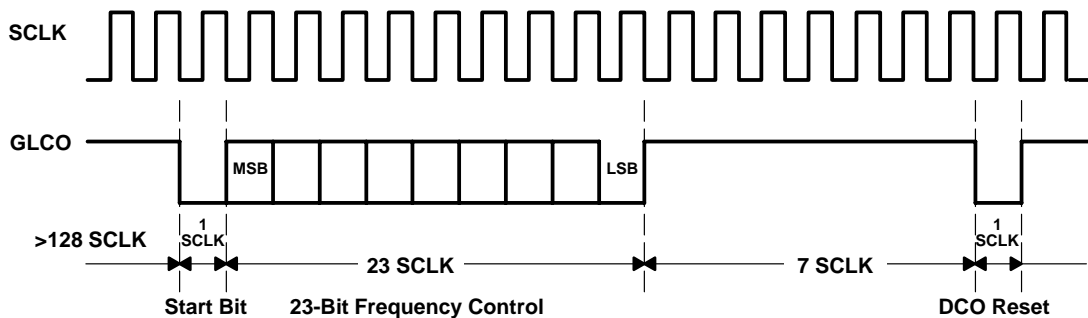 SCLK
GLCO
MSB
LSB
>128 SCLK
1
SCLK
23 SCLK
7 SCLK
1
SCLK
Start Bit
23-Bit Frequency Control
DCO Reset